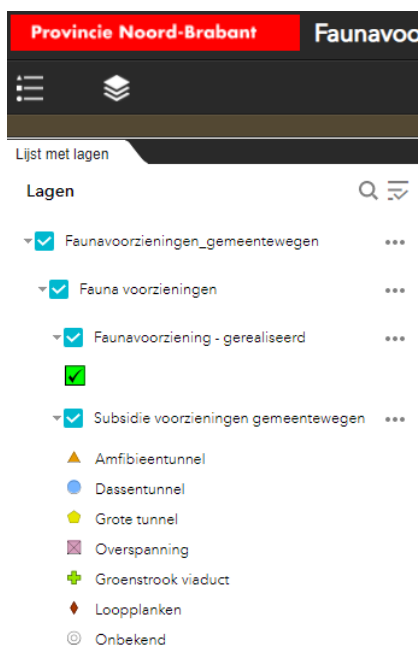 Provincie Noord-Brabant
Faunavoo
Lijst met lagen
Lagen
Faunavoorzieningen_gemeentewegen
Fauna voorzieningen
Faunavoorziening - gerealiseerd
Subsidie voorzieningen gemeentewegen
Amfibieentunnel
Dassentunnel
Grote tunnel
Overspanning
Groenstrook viaduct
Loopplanken
Onbekend